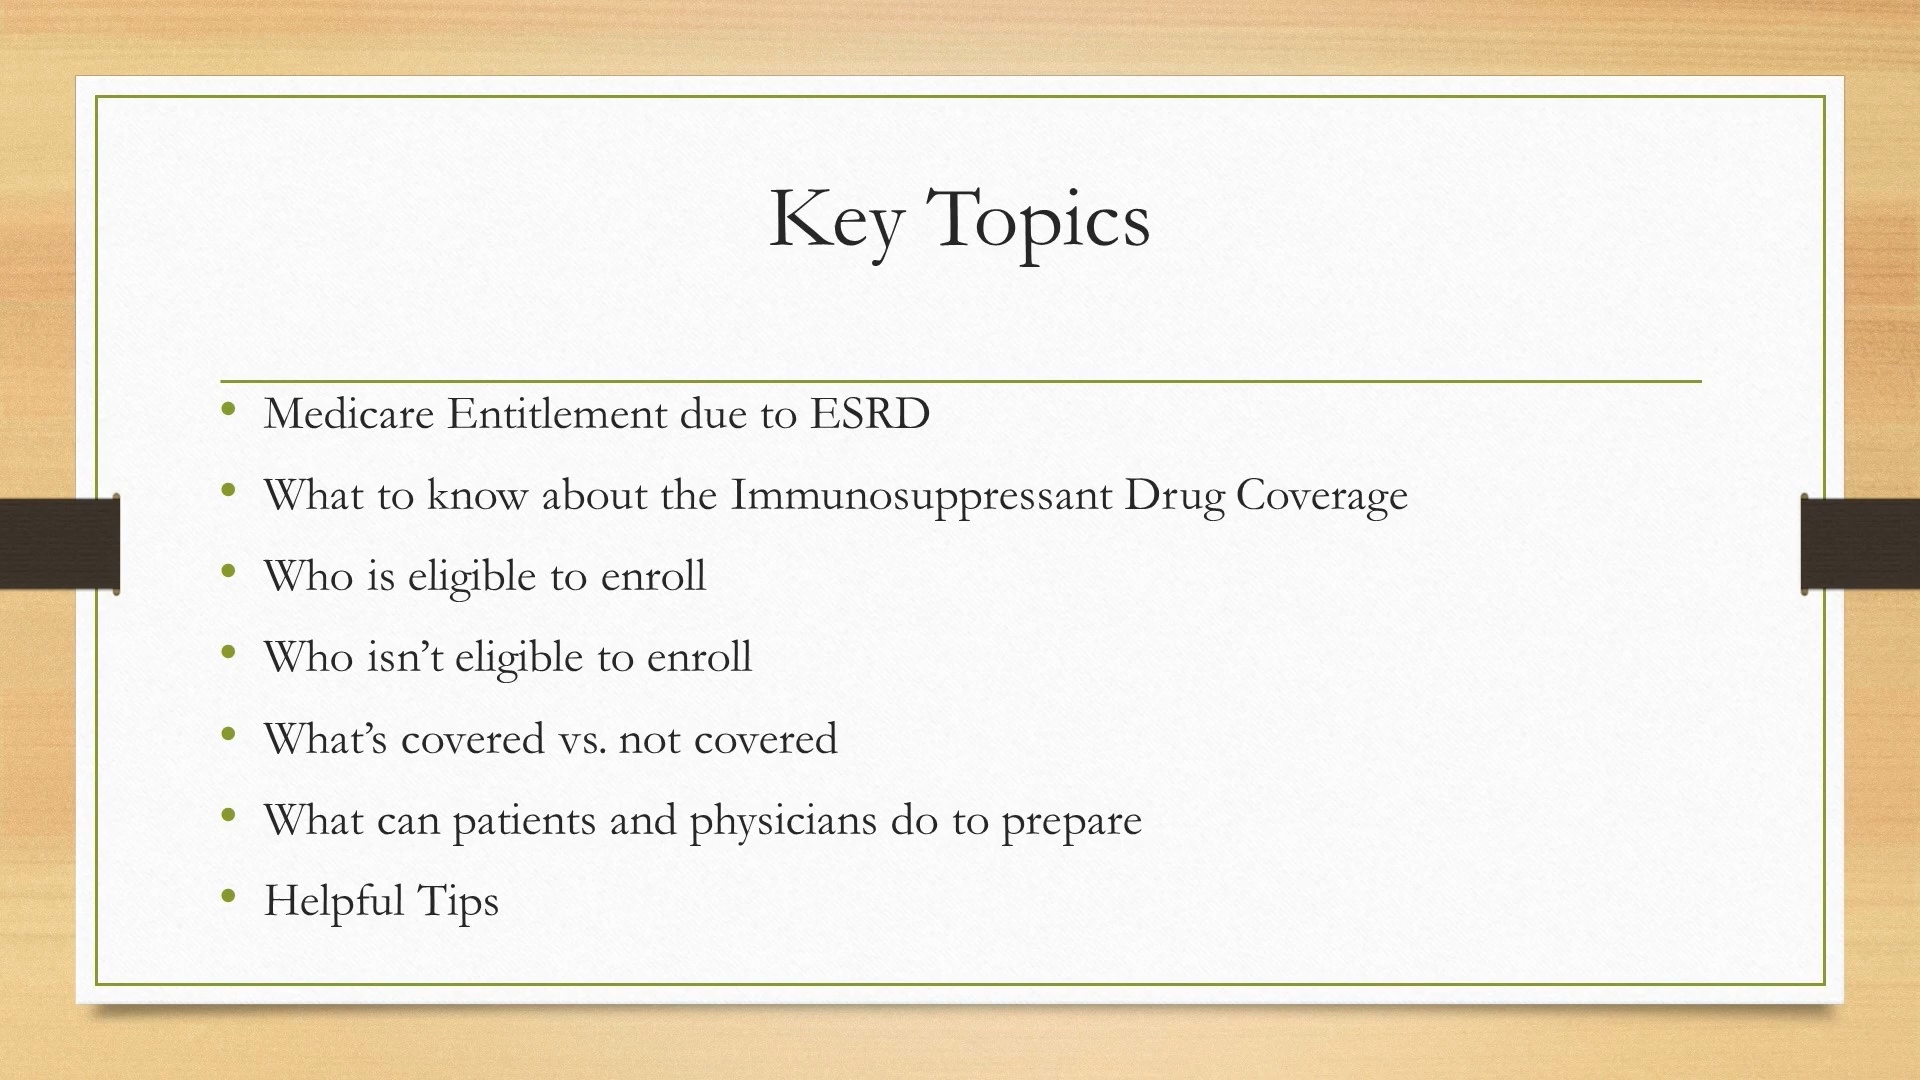 Key Topics
• Medicare Entitlement due to ESRD
• What to know about the Immunosuppressant Drug Coverage
• Who is eligible to enroll
• Who isn’t eligible to enroll
• What’s covered vs. not covered
• What can patients and physicians do to prepare
• Helpful Tips